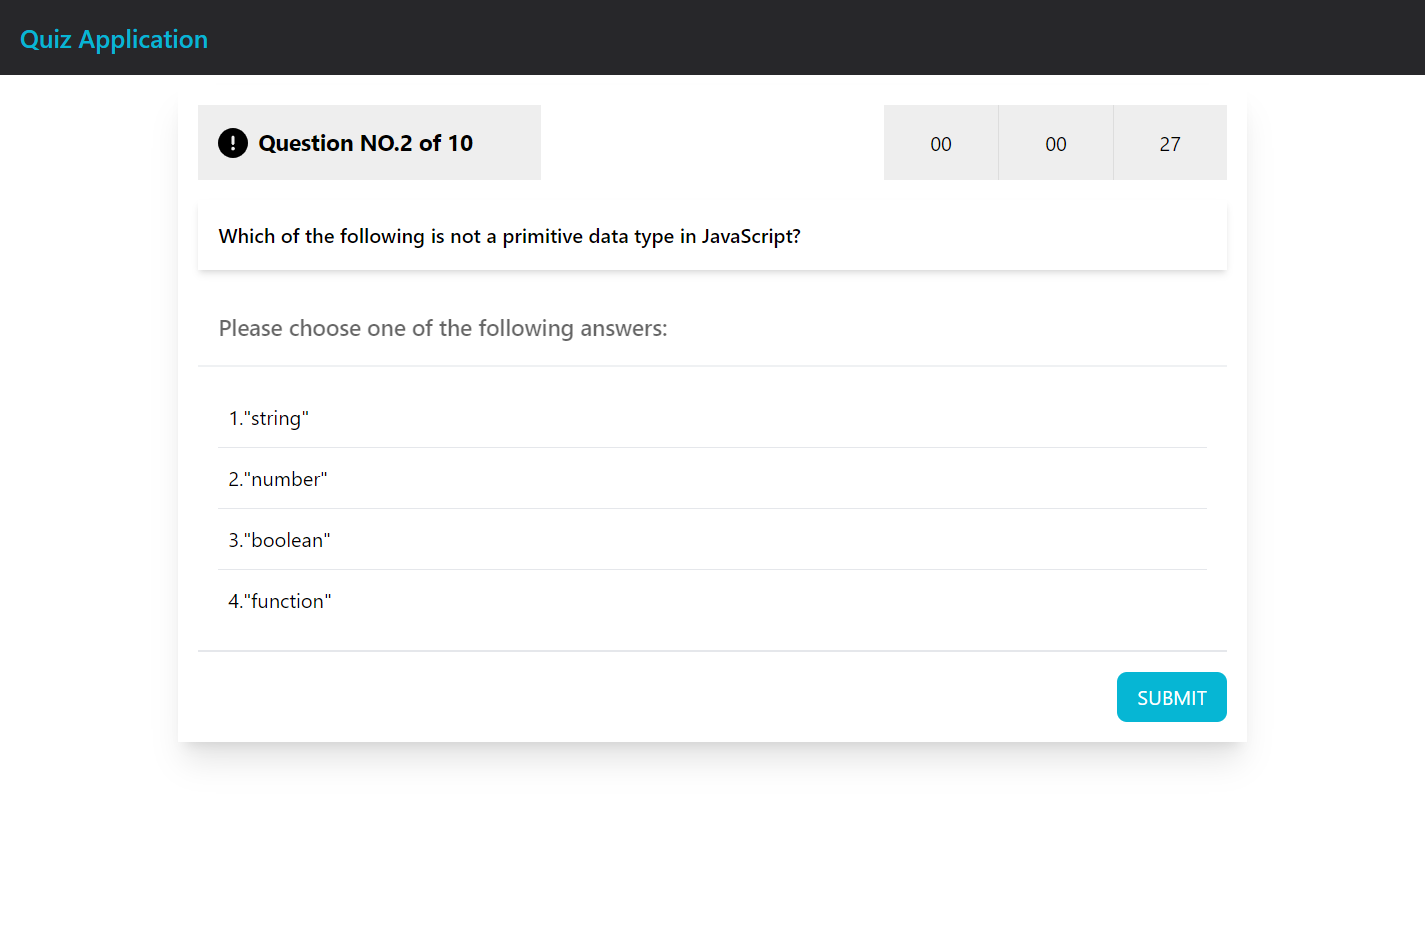 Quiz Application
Question NO.2 of 10
00 00 27
Which of the following is not a primitive data type in JavaScript?
Please choose one of the following answers:
1."string"
2."number"
3."boolean"
4."function"
SUBMIT